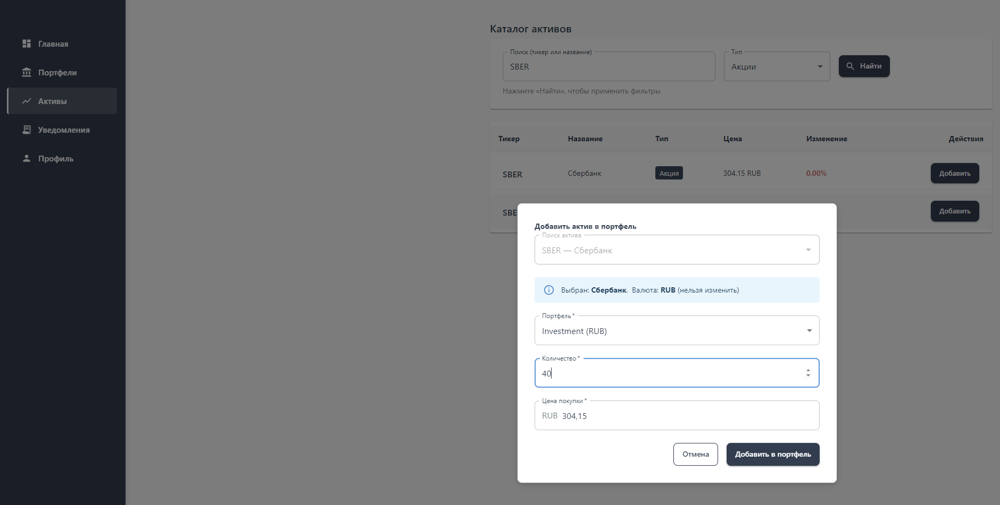 Главная
Портфели
Активы
Уведомления
Профиль
Каталог активов
Поиск (тикер или название)
SBER
Тип
Акции
Найти
Нажмите «Найти», чтобы применить фильтры
Тикер Название Тип Цена Изменение Действия
SBER Сбербанк Акция 304.15 RUB 0.00% Добавить
SBE Добавить
Добавить актив в портфель
Поиск актива
SBER — Сбербанк
Выбран: Сбербанк. Валюта: RUB (нельзя изменить)
Портфель *
Investment (RUB)
Количество *
40
Цена покупки *
RUB 304,15
Отмена
Добавить в портфель